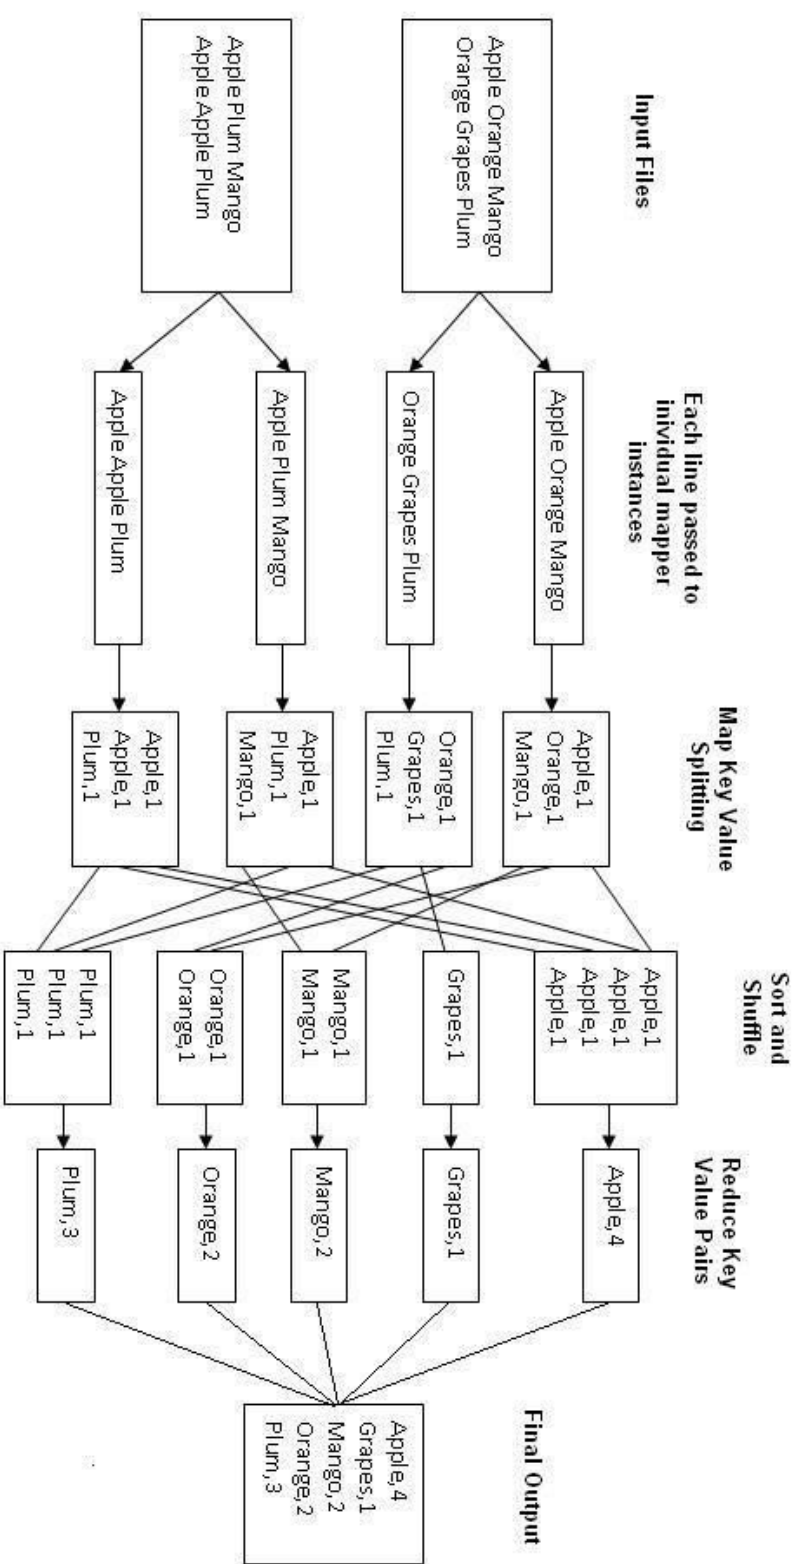 Input Files
Each line passed to
inividual mapper
instances
Map Key Value
Splitting
Sort and
Shuffle
Reduce Key
Value Pairs
Final Output
Apple Orange Mango
Orange Grapes Plum
Apple Plum Mango
Apple Apple Plum
Apple Orange Mango
Orange Grapes Plum
Apple Plum Mango
Apple Apple Plum
Apple,1
Orange,1
Mango,1
Orange,1
Grapes,1
Plum,1
Apple,1
Plum,1
Mango,1
Apple,1
Apple,1
Plum,1
Apple,1
Apple,1
Apple,1
Apple,1
Grapes,1
Mango,1
Mango,1
Orange,1
Orange,1
Plum,1
Plum,1
Plum,1
Apple,4
Grapes,1
Mango,2
Orange,2
Plum,3
Apple,4
Grapes,1
Mango,2
Orange,2
Plum,3